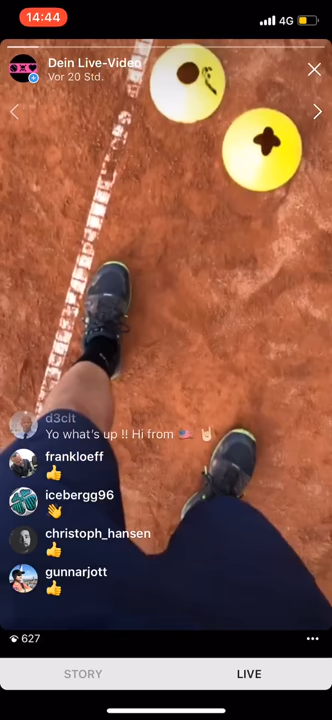 14:44
4G
Dein Live-Video
Vor 20 Std.
d3clt
Yo what's up !! Hi from 🇺🇸 🤘🏻
frankloeff
👍
icebergg96
👋
christoph_hansen
👍
gunnarjott
👍
627
STORY
LIVE